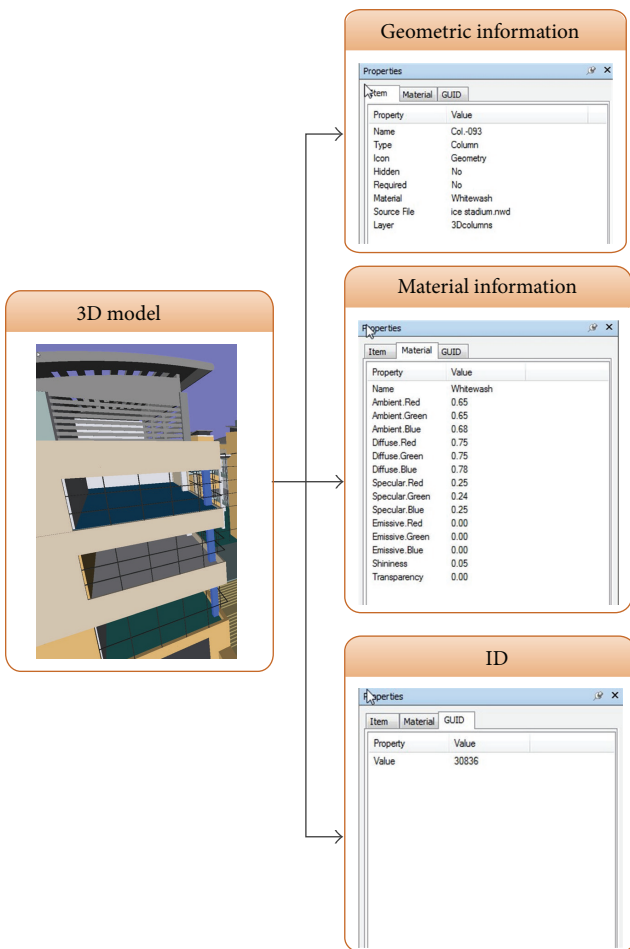 3D model
Geometric information
Properties
Item Material GUID
Property Value
Name Col.-093
Type Column
Icon Geometry
Hidden No
Required No
Material Whitewash
Source File ice stadium.nwd
Layer 3Dcolumns
Material information
Properties
Item Material GUID
Property Value
Name Whitewash
Ambient.Red 0.65
Ambient.Green 0.65
Ambient.Blue 0.68
Diffuse.Red 0.75
Diffuse.Green 0.75
Diffuse.Blue 0.78
Specular.Red 0.25
Specular.Green 0.24
Specular.Blue 0.25
Emissive.Red 0.00
Emissive.Green 0.00
Emissive.Blue 0.00
Shininess 0.05
Transparency 0.00
ID
Properties
Item Material GUID
Property Value
Value 30836